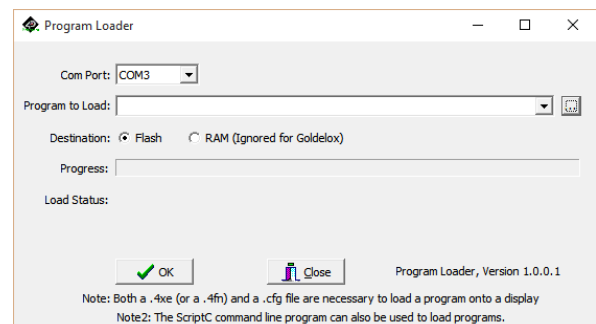 Program Loader
Com Port: COM3
Program to Load:
Destination: Flash RAM (Ignored for Goldelox)
Progress:
Load Status:
OK Close Program Loader, Version 1.0.0.1
Note: Both a .4xe (or a .4fn) and a .cfg file are necessary to load a program onto a display
Note2: The ScriptC command line program can also be used to load programs.